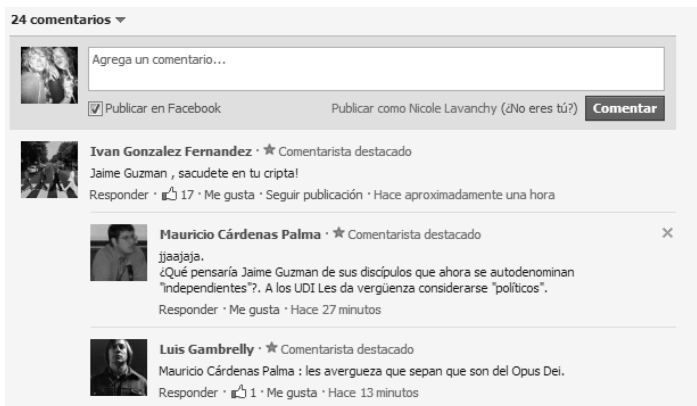 24 comentarios
Agrega un comentario...
Publicar en Facebook
Publicar como Nicole Lavanchy (¿No eres tú?) Comentar
Ivan Gonzalez Fernandez · Comentarista destacado
Jaime Guzman , sacudete en tu cripta!
Responder · 17 · Me gusta · Seguir publicación · Hace aproximadamente una hora
Mauricio Cárdenas Palma · Comentarista destacado
jjaajaja.
¿Qué pensaría Jaime Guzman de sus discípulos que ahora se autodenominan
"independientes"?. A los UDI Les da vergüenza considerarse "políticos".
Responder · Me gusta · Hace 27 minutos
Luis Gambrelly · Comentarista destacado
Mauricio Cárdenas Palma : les avergueza que sepan que son del Opus Dei.
Responder · 1 · Me gusta · Hace 13 minutos